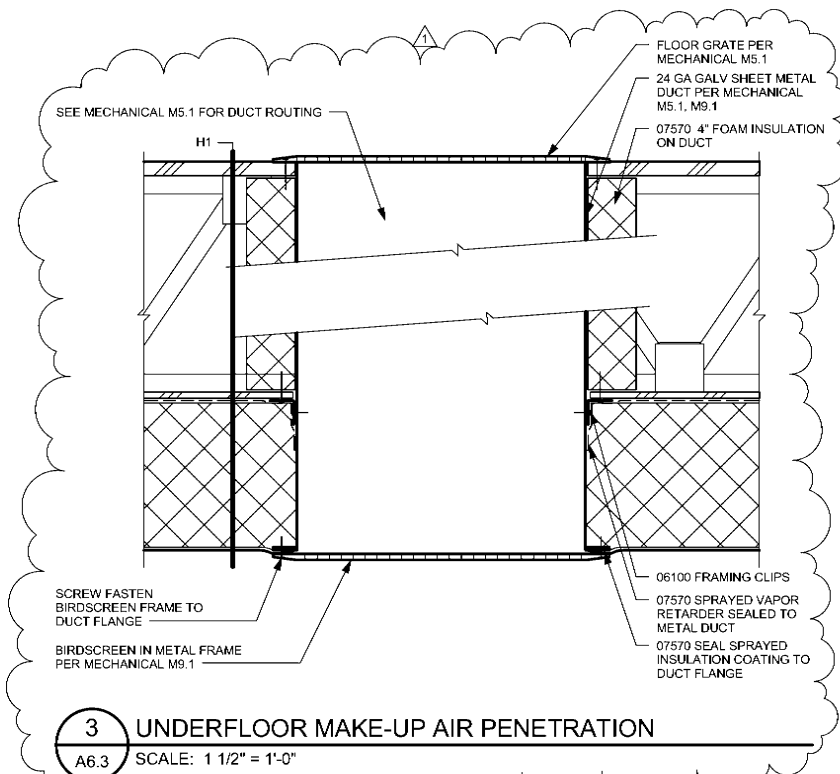 1
FLOOR GRATE PER
MECHANICAL M5.1
24 GA GALV SHEET METAL
DUCT PER MECHANICAL
M5.1, M9.1
SEE MECHANICAL M5.1 FOR DUCT ROUTING
07570 4" FOAM INSULATION
ON DUCT
H1
06100 FRAMING CLIPS
07570 SPRAYED VAPOR
RETARDER SEALED TO
METAL DUCT
07570 SEAL SPRAYED
INSULATION COATING TO
DUCT FLANGE
SCREW FASTEN
BIRDSCREEN FRAME TO
DUCT FLANGE
BIRDSCREEN IN METAL FRAME
PER MECHANICAL M9.1
3
A6.3
UNDERFLOOR MAKE-UP AIR PENETRATION
SCALE: 1 1/2" = 1'-0"